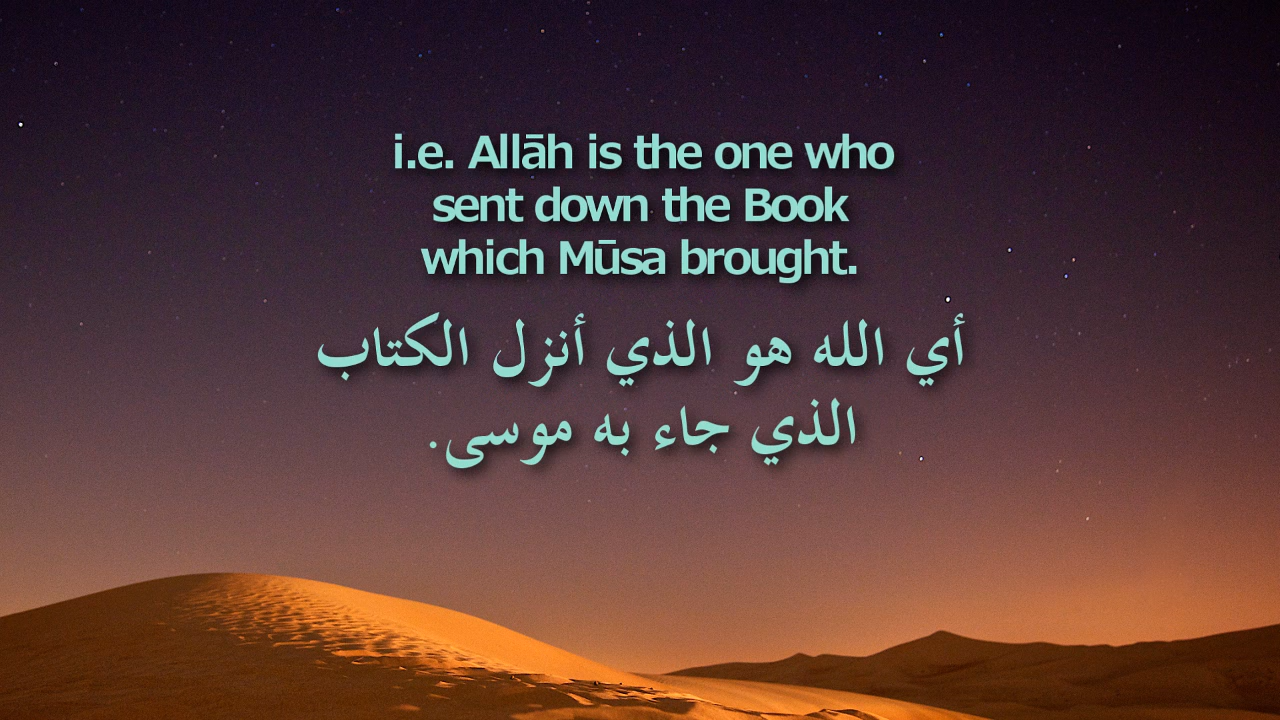 i.e. Allāh is the one who
sent down the Book
which Mūsa brought.
أي الله هو الذي أنزل الكتاب
الذي جاء به موسى.